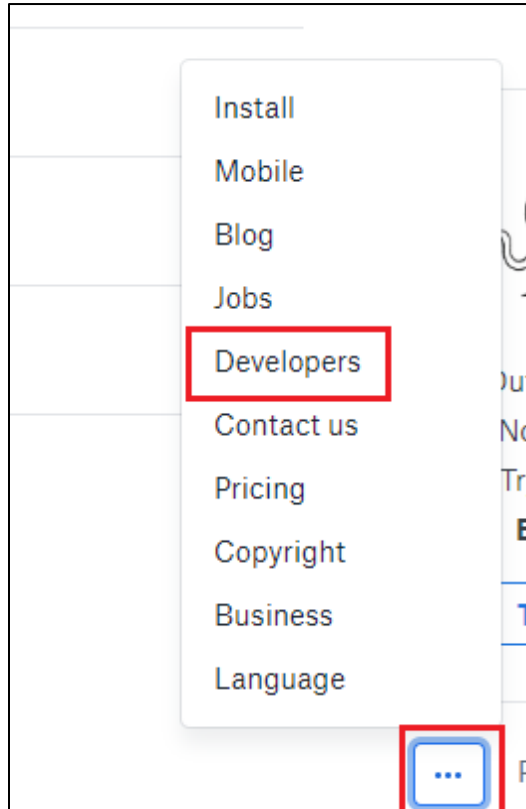 Install
Mobile
Blog
Jobs
Developers
Contact us
Pricing
Copyright
Business
Language
...